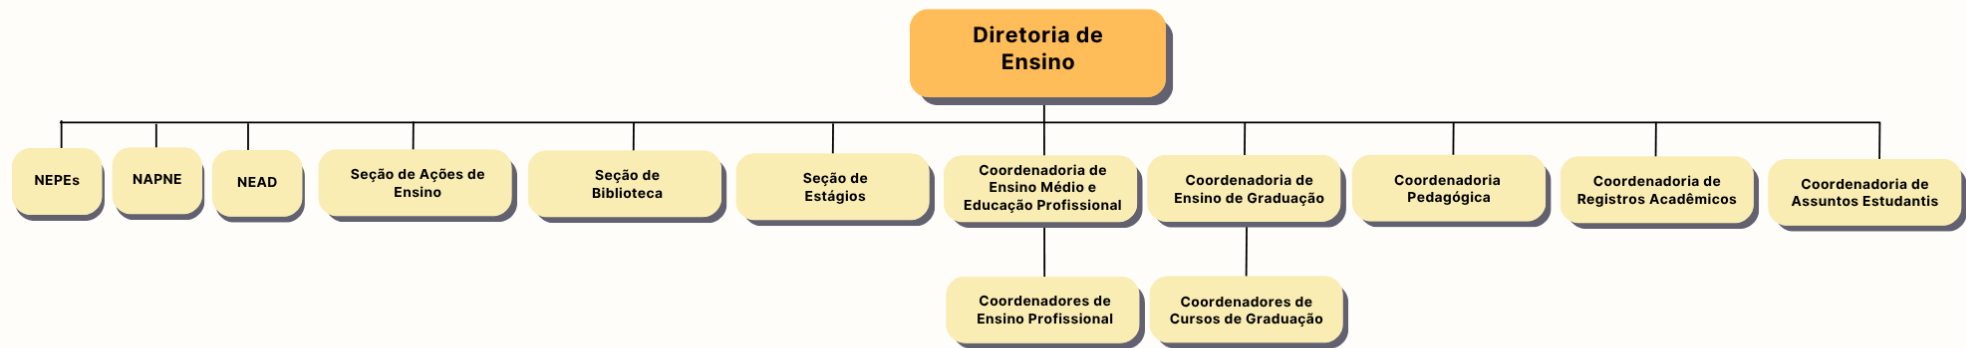 Diretoria de
Ensino
NEPEs
NAPNE
NEAD
Seção de Ações de
Ensino
Seção de
Biblioteca
Seção de
Estágios
Coordenadoria de
Ensino Médio e
Educação Profissional
Coordenadoria de
Ensino de Graduação
Coordenadoria
Pedagógica
Coordenadoria de
Registros Acadêmicos
Coordenadoria de
Assuntos Estudantis
Coordenadores de
Ensino Profissional
Coordenadores de
Cursos de Graduação